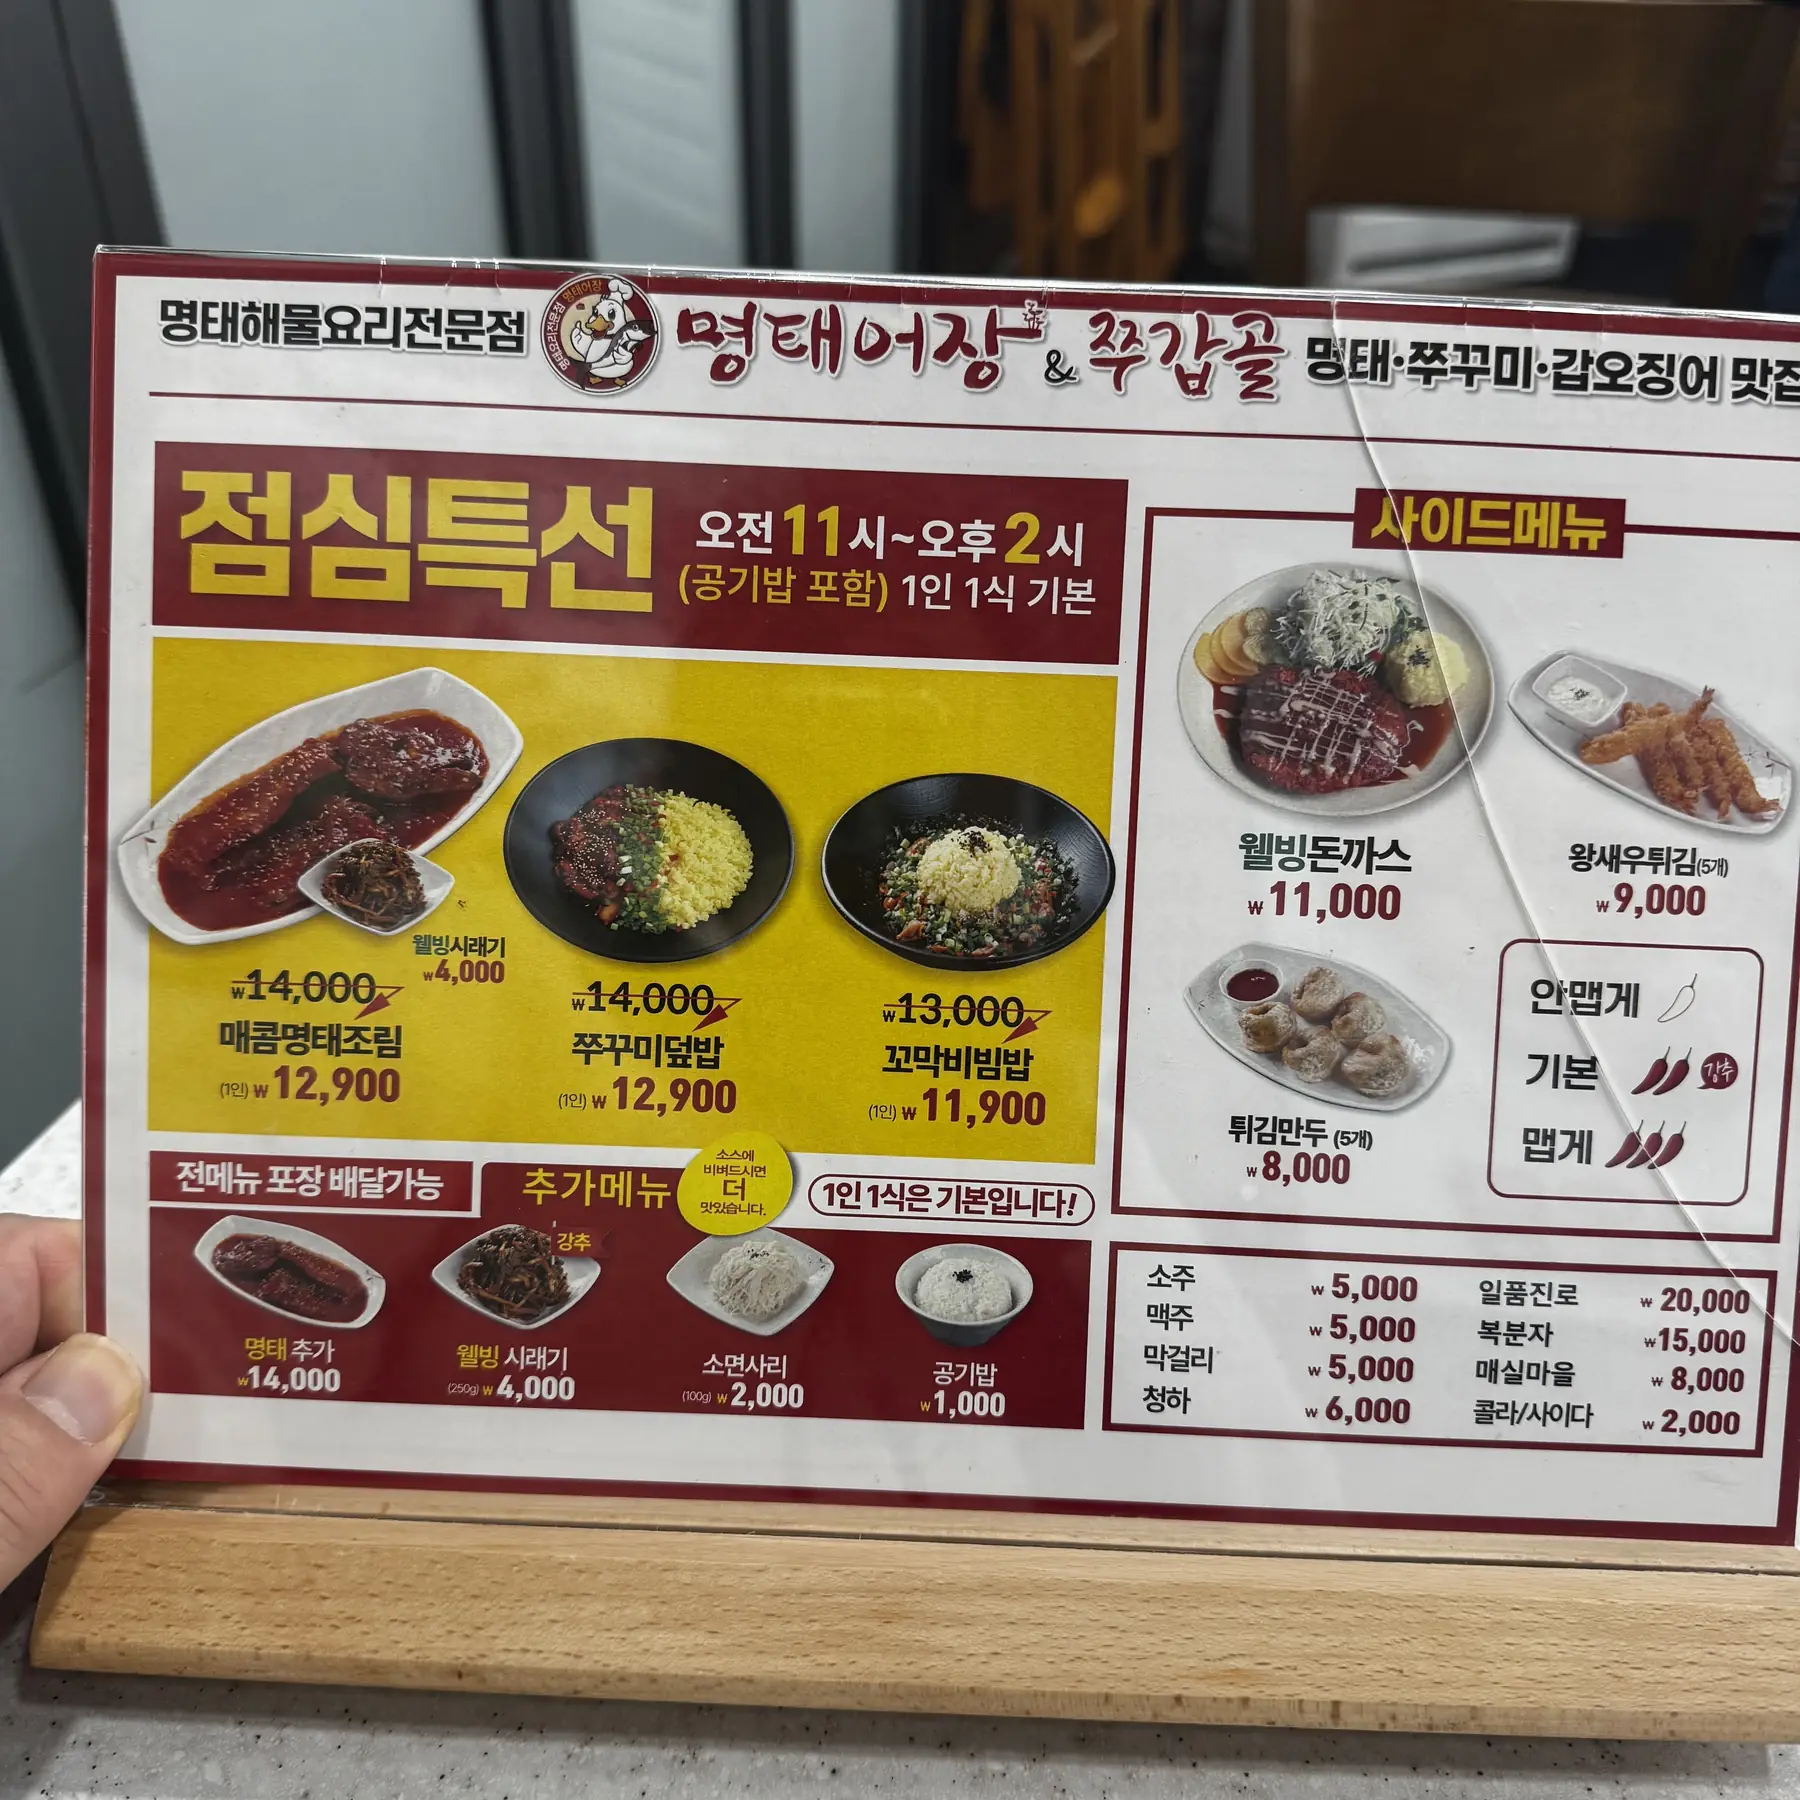 명태해물요리전문점
명태어장
명태요리전문점
명태어장 & 쭈갑골
명태·쭈꾸미·갑오징어 맛집
점심특선
오전 11시~오후 2시
(공기밥 포함) 1인 1식 기본
웰빙시래기
₩4,000
₩14,000
매콤명태조림
(1인) ₩12,900
₩14,000
쭈꾸미덮밥
(1인) ₩12,900
₩13,000
꼬막비빔밥
(1인) ₩11,900
전메뉴 포장 배달가능
추가메뉴
소스에
비벼드시면
더
맛있습니다.
1인 1식은 기본입니다!
명태 추가
₩14,000
강추
웰빙 시래기
(250g) ₩4,000
소면사리
(100g) ₩2,000
공기밥
₩1,000
사이드메뉴
웰빙돈까스
₩11,000
왕새우튀김(5개)
₩9,000
튀김만두 (5개)
₩8,000
안맵게
기본 강추
맵게
소주 ₩5,000
맥주 ₩5,000
막걸리 ₩5,000
청하 ₩6,000
일품진로 ₩20,000
복분자 ₩15,000
매실마을 ₩8,000
콜라/사이다 ₩2,000